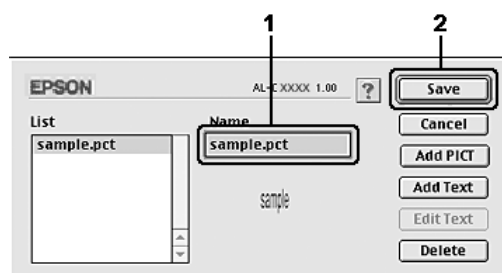 1 2
EPSON AL-C XXXX 1.00 ? Save
List Name Cancel
sample.pct sample.pct Add PICT
sample Add Text
Edit Text
Delete